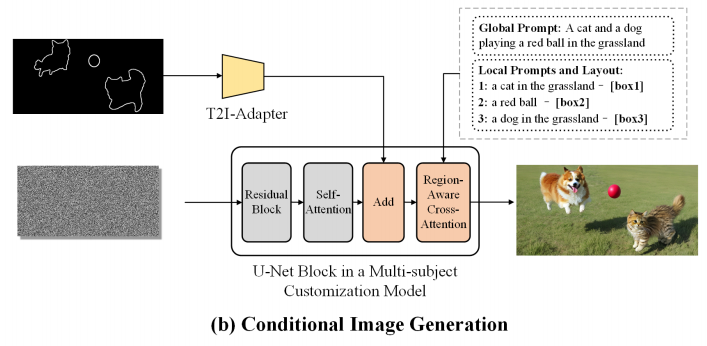 Global Prompt: A cat and a dog
playing a red ball in the grassland
Local Prompts and Layout:
1: a cat in the grassland - [box1]
2: a red ball - [box2]
3: a dog in the grassland - [box3]
T2I-Adapter
Residual
Block
Self-
Attention
Add
Region-
Aware
Cross-
Attention
U-Net Block in a Multi-subject
Customization Model
(b) Conditional Image Generation